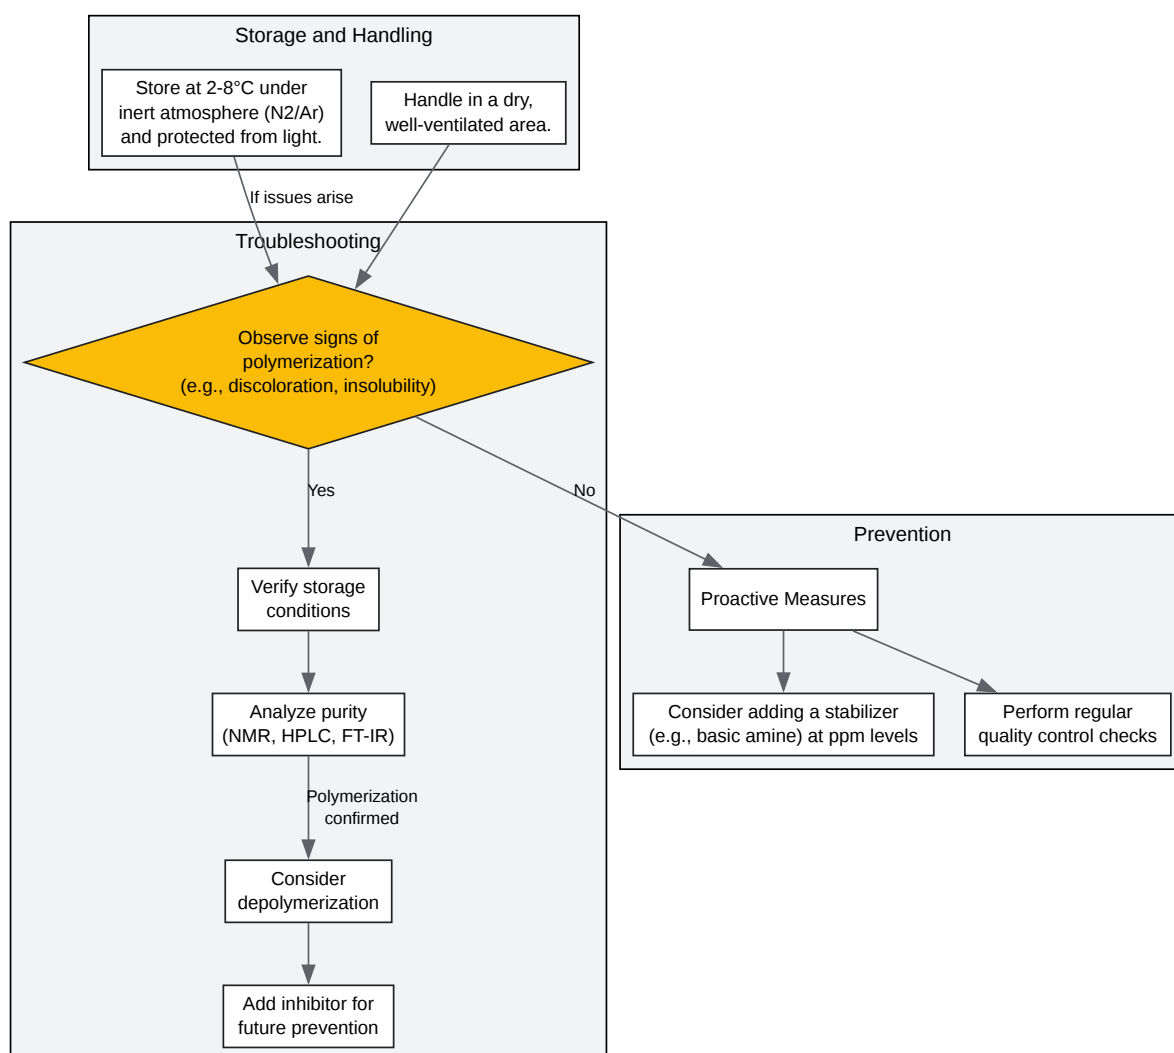 Storage and Handling
Store at 2-8°C under
inert atmosphere (N2/Ar)
and protected from light.
Handle in a dry,
well-ventilated area.
If issues arise
Troubleshooting
Observe signs of
polymerization?
(e.g., discoloration, insolubility)
Yes
No
Verify storage
conditions
Analyze purity
(NMR, HPLC, FT-IR)
Polymerization
confirmed
Consider
depolymerization
Add inhibitor for
future prevention
Prevention
Proactive Measures
Consider adding a stabilizer
(e.g., basic amine) at ppm levels
Perform regular
quality control checks